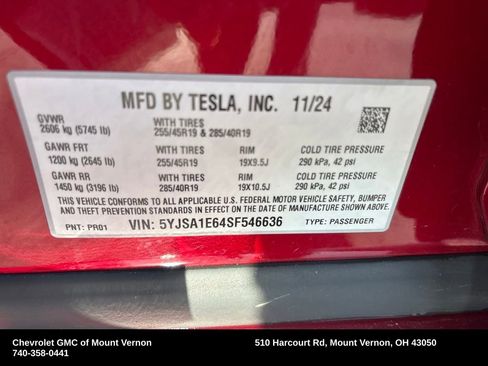 MFD BY TESLA, INC. 11/24
GVWR WITH TIRES
2606 kg (5745 lb) 255/45R19 & 285/40R19
GAWR FRT WITH TIRES RIM COLD TIRE PRESSURE
1200 kg (2645 lb) 255/45R19 19X9.5J 290 kPa, 42 psi
GAWR RR WITH TIRES RIM COLD TIRE PRESSURE
1450 kg (3196 lb) 285/40R19 19X10.5J 290 kPa, 42 psi
THIS VEHICLE CONFORMS TO ALL APPLICABLE U.S. FEDERAL MOTOR VEHICLE SAFETY, BUMPER
AND THEFT PREVENTION STANDARDS IN EFFECT ON THE DATE OF MANUFACTURE SHOWN ABOVE.
PNT: PR01 VIN: 5YJSA1E64SF546636 TYPE: PASSENGER
Chevrolet GMC of Mount Vernon 510 Harcourt Rd, Mount Vernon, OH 43050
740-358-0441